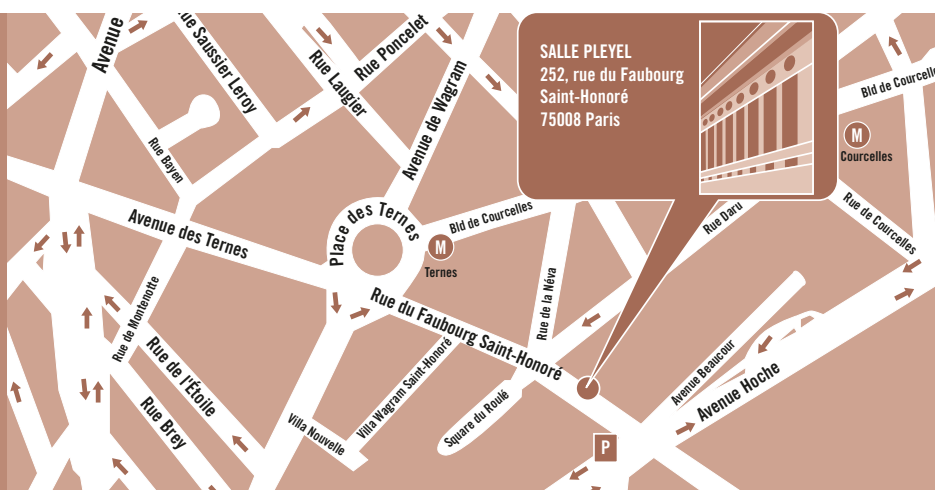 Avenue
Rue Saussier Leroy
Rue Laugier
Rue Poncelet
Avenue de Wagram
SALLE PLEYEL
252, rue du Faubourg
Saint-Honoré
75008 Paris
Bld de Courcelles
M
Courcelles
Rue Bayen
Avenue des Ternes
Place des Ternes
Bld de Courcelles
M
Ternes
Rue Daru
Rue de Courcelles
Rue de Montenotte
Rue du Faubourg Saint-Honoré
Rue de la Néva
Rue de l'Étoile
Rue Brey
Villa Nouvelle
Villa Wagram Saint-Honoré
Square du Roulé
Avenue Beaucour
Avenue Hoche
P